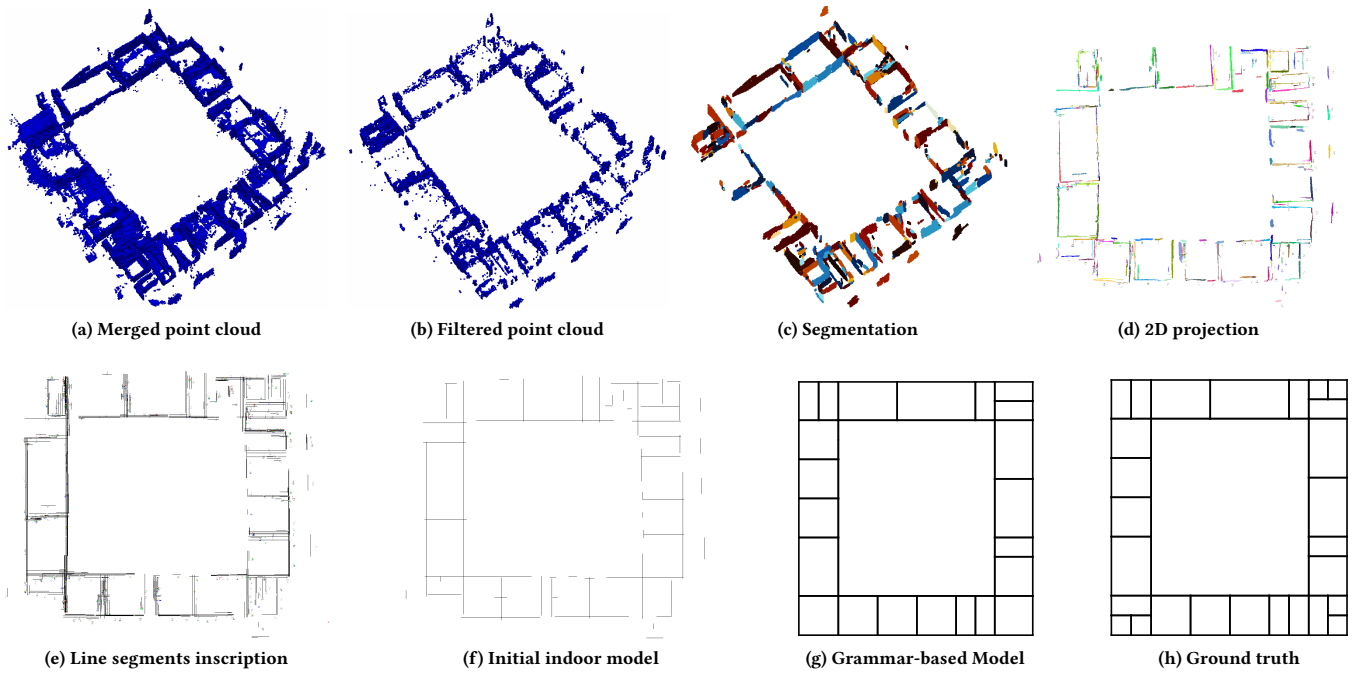 (a) Merged point cloud
(b) Filtered point cloud
(c) Segmentation
(d) 2D projection
(e) Line segments inscription
(f) Initial indoor model
(g) Grammar-based Model
(h) Ground truth